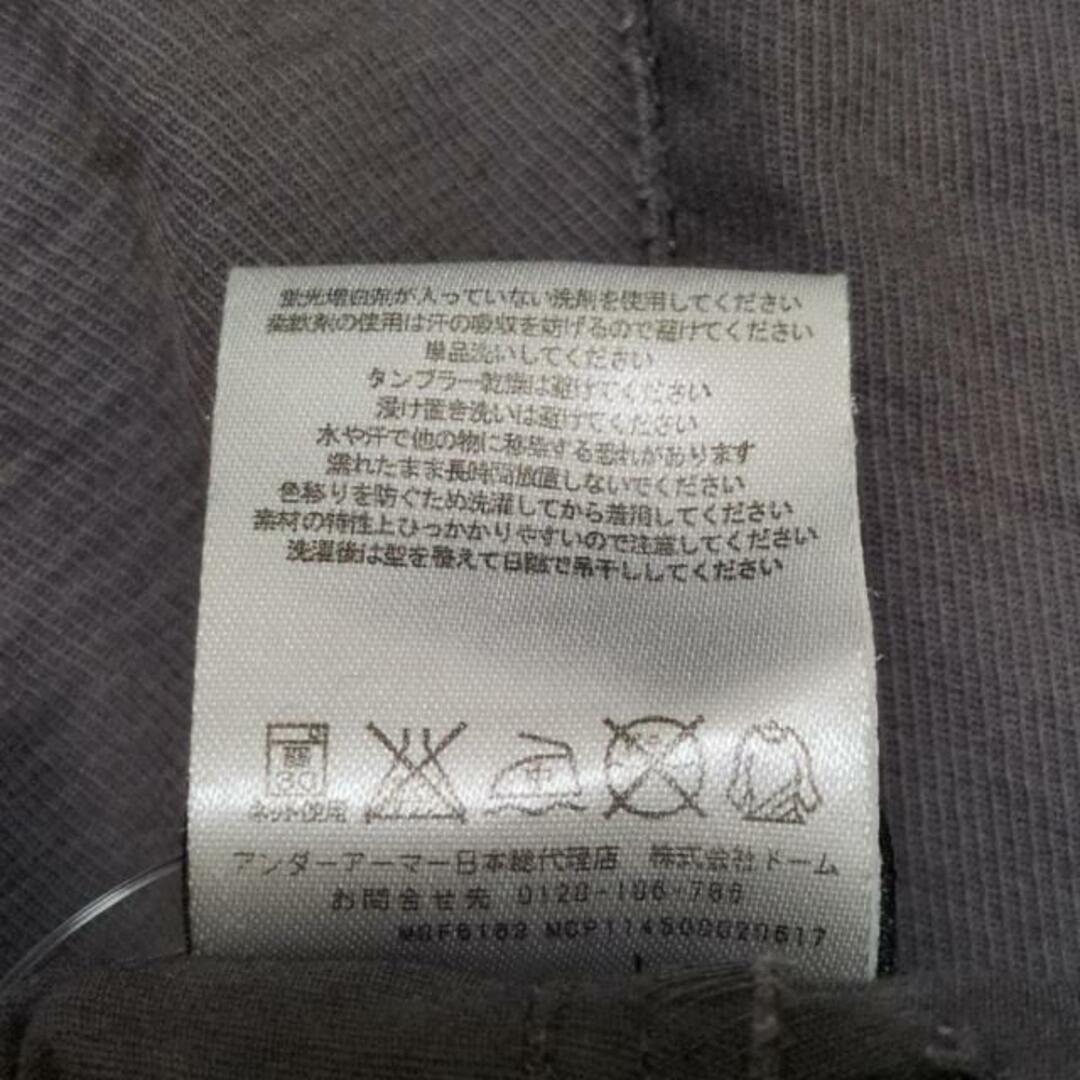 蛍光増白剤が入っていない洗剤を使用してください
柔軟剤の使用は汗の吸収を妨げるので避けてください
単品洗いしてください
タンブラー乾燥は避けてください
浸け置き洗いは避けてください
水や汗で他の物に移染する恐れがあります
濡れたまま長時間放置しないでください
色移りを防ぐため洗濯してから着用してください
素材の特性上ひっかかりやすいので注意してください
洗濯後は型を整えて日陰で吊干ししてください
弱
30
ネット使用
中
アンダーアーマー日本総代理店 株式会社ドーム
お問合せ先 0120-106-786